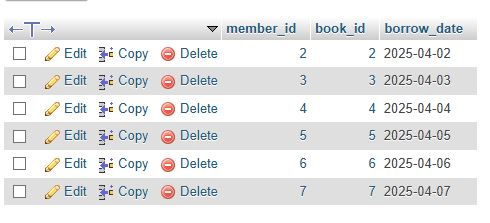 member_id book_id borrow_date
Edit Copy Delete 2 2 2025-04-02
Edit Copy Delete 3 3 2025-04-03
Edit Copy Delete 4 4 2025-04-04
Edit Copy Delete 5 5 2025-04-05
Edit Copy Delete 6 6 2025-04-06
Edit Copy Delete 7 7 2025-04-07